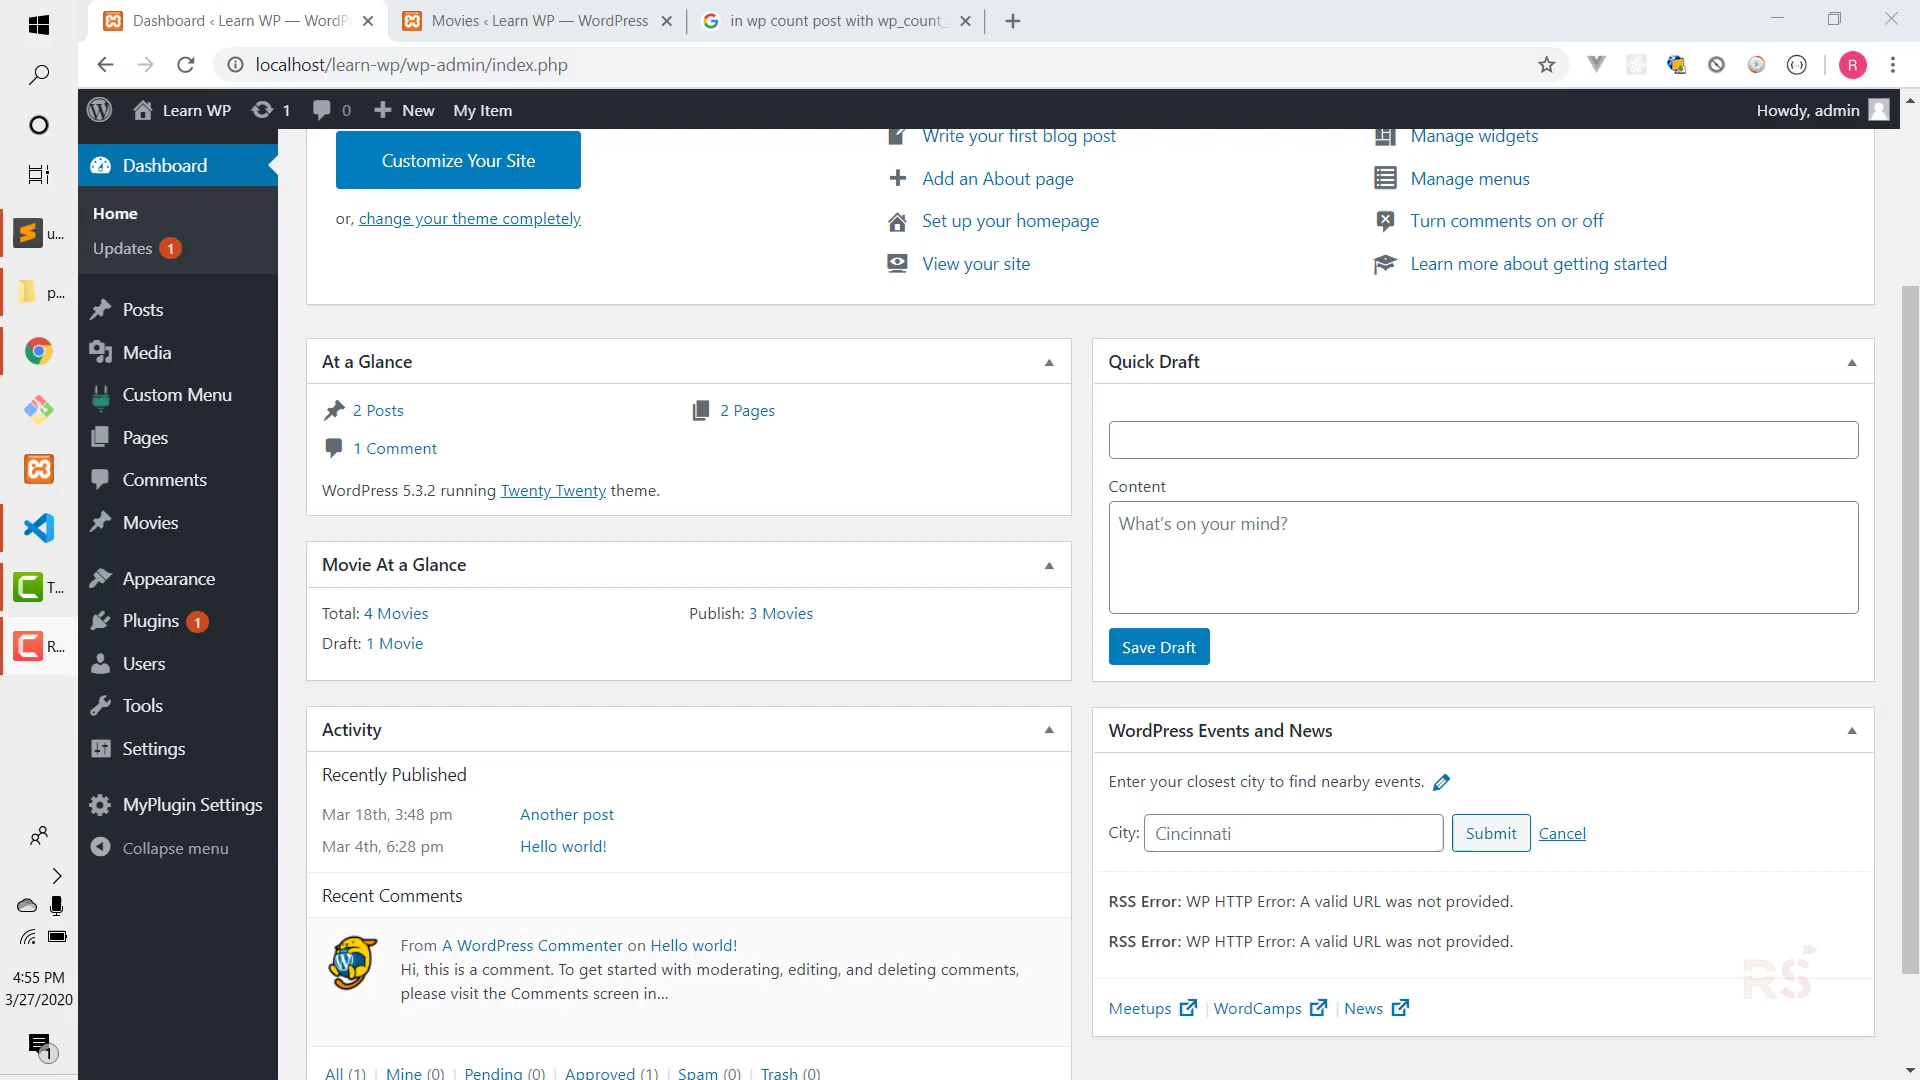 Dashboard ‹ Learn WP — WordP
Movies ‹ Learn WP — WordPress
in wp count post with wp_count_
localhost/learn-wp/wp-admin/index.php
R
Learn WP
1
0
New
My Item
Howdy, admin
Dashboard
Home
Updates 1
Posts
Media
Custom Menu
Pages
Comments
Movies
Appearance
Plugins 1
Users
Tools
Settings
MyPlugin Settings
Collapse menu
u...
p...
T...
R...
4:55 PM
3/27/2020
1
Customize Your Site
or, change your theme completely
Write your first blog post
Add an About page
Set up your homepage
View your site
Manage widgets
Manage menus
Turn comments on or off
Learn more about getting started
At a Glance
2 Posts
2 Pages
1 Comment
WordPress 5.3.2 running Twenty Twenty theme.
Movie At a Glance
Total: 4 Movies
Publish: 3 Movies
Draft: 1 Movie
Activity
Recently Published
Mar 18th, 3:48 pm Another post
Mar 4th, 6:28 pm Hello world!
Recent Comments
From A WordPress Commenter on Hello world!
Hi, this is a comment. To get started with moderating, editing, and deleting comments,
please visit the Comments screen in...
All (1) | Mine (0) | Pending (0) | Approved (1) | Spam (0) | Trash (0)
Quick Draft
Content
What's on your mind?
Save Draft
WordPress Events and News
Enter your closest city to find nearby events.
City: Cincinnati Submit Cancel
RSS Error: WP HTTP Error: A valid URL was not provided.
RSS Error: WP HTTP Error: A valid URL was not provided.
Meetups | WordCamps | News
RS